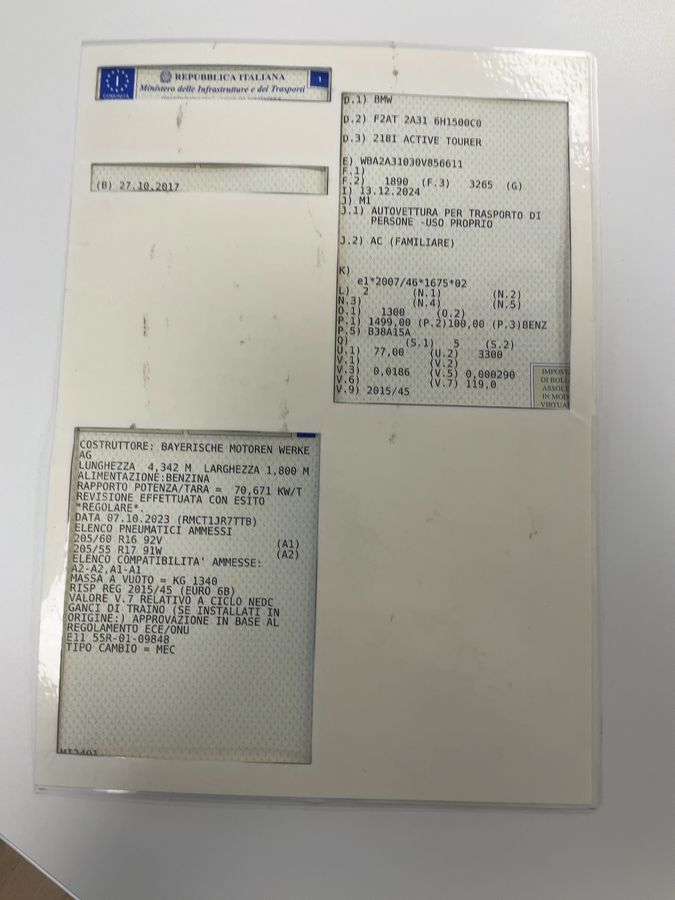 REPUBBLICA ITALIANA
Ministero delle Infrastrutture e dei Trasporti
I
COMUNITÀ
1
(B) 27.10.2017
D.1) BMW
D.2) F2AT 2A31 6H1500C0
D.3) 218I ACTIVE TOURER
E) WBA2A31030V856611
F.1)
F.2) 1890 (F.3) 3265 (G)
I) 13.12.2024
J) M1
J.1) AUTOVETTURA PER TRASPORTO DI
PERSONE -USO PROPRIO
J.2) AC (FAMILIARE)
K)
e1*2007/46*1675*02
L) 2 (N.1) (N.2)
N.3) (N.4) (N.5)
O.1) 1300 (O.2)
P.1) 1499,00 (P.2)100,00 (P.3)BENZ
P.5) B38A15A
Q) (S.1) 5 (S.2)
U.1) 77,00 (U.2) 3300
V.1) (V.2)
V.3) 0,0186 (V.5) 0,000290
V.6) (V.7) 119,0
V.9) 2015/45
IMPOST
DI BOLL
ASSOLT
IN MOD
VIRTUA
COSTRUTTORE: BAYERISCHE MOTOREN WERKE
AG
LUNGHEZZA 4,342 M LARGHEZZA 1,800 M
ALIMENTAZIONE:BENZINA
RAPPORTO POTENZA/TARA = 70,671 KW/T
REVISIONE EFFETTUATA CON ESITO
*REGOLARE*.
DATA 07.10.2023 (RMCT1JR7TTB)
ELENCO PNEUMATICI AMMESSI
205/60 R16 92V (A1)
205/55 R17 91W (A2)
ELENCO COMPATIBILITA' AMMESSE:
A2-A2,A1-A1
MASSA A VUOTO = KG 1340
RISP REG 2015/45 (EURO 6B)
VALORE V.7 RELATIVO A CICLO NEDC
GANCI DI TRAINO (SE INSTALLATI IN
ORIGINE:) APPROVAZIONE IN BASE AL
REGOLAMENTO ECE/ONU
E11 55R-01-09848
TIPO CAMBIO = MEC